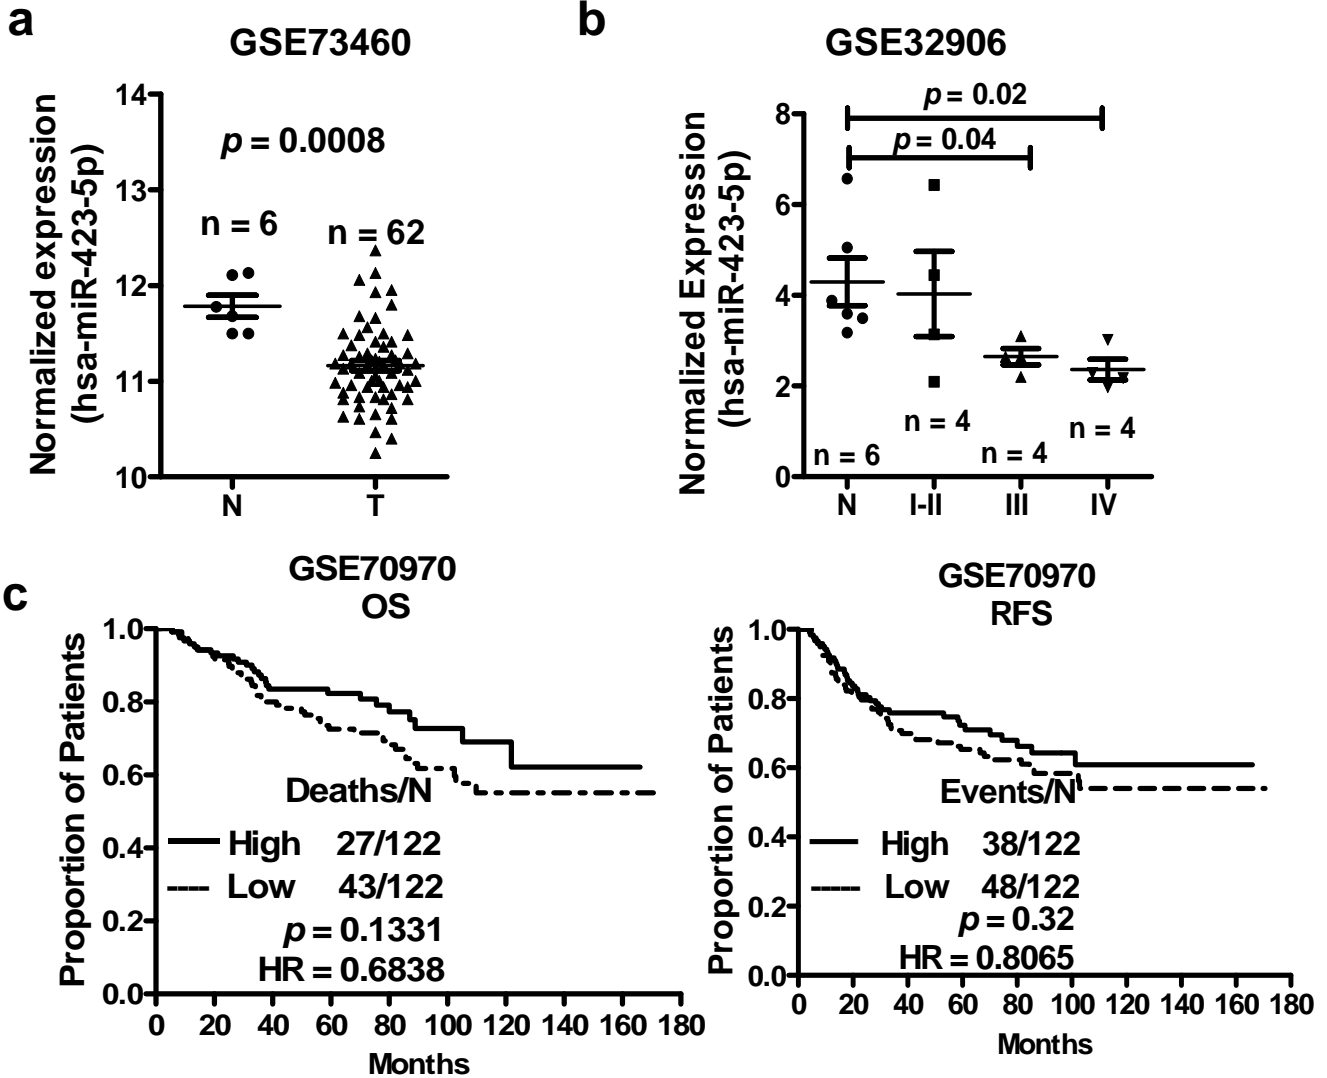 a
GSE73460
Normalized expression
(hsa-miR-423-5p)
14
13
12
11
10
p = 0.0008
n = 6
n = 62
N
T
b
GSE32906
Normalized Expression
(hsa-miR-423-5p)
8
6
4
2
0
p = 0.02
p = 0.04
n = 6
n = 4
n = 4
n = 4
N
I-II
III
IV
c
GSE70970
OS
Proportion of Patients
1.0
0.8
0.6
0.4
0.2
0.0
Deaths/N
High 27/122
Low 43/122
p = 0.1331
HR = 0.6838
0 20 40 60 80 100 120 140 160 180
Months
GSE70970
RFS
Proportion of Patients
1.0
0.8
0.6
0.4
0.2
0.0
Events/N
High 38/122
Low 48/122
p = 0.32
HR = 0.8065
0 20 40 60 80 100 120 140 160 180
Months